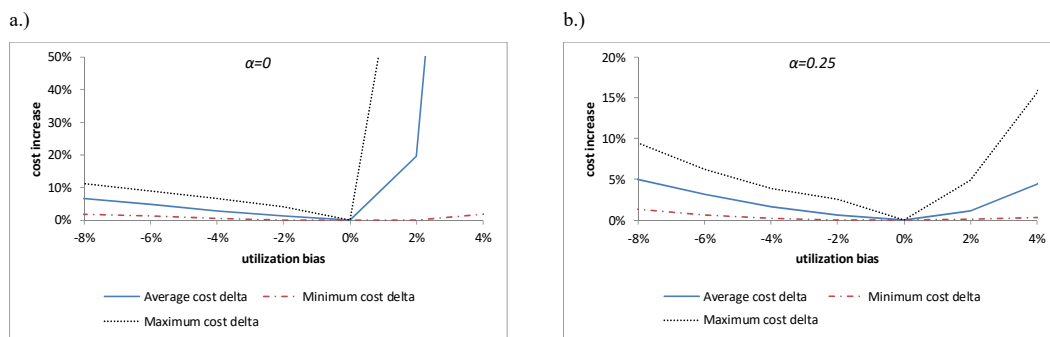 a.)
α=0
50%
40%
30%
20%
10%
0%
cost increase
-8% -6% -4% -2% 0% 2% 4%
utilization bias
Average cost delta Minimum cost delta
Maximum cost delta
b.)
α=0.25
20%
15%
10%
5%
0%
cost increase
-8% -6% -4% -2% 0% 2% 4%
utilization bias
Average cost delta Minimum cost delta
Maximum cost delta